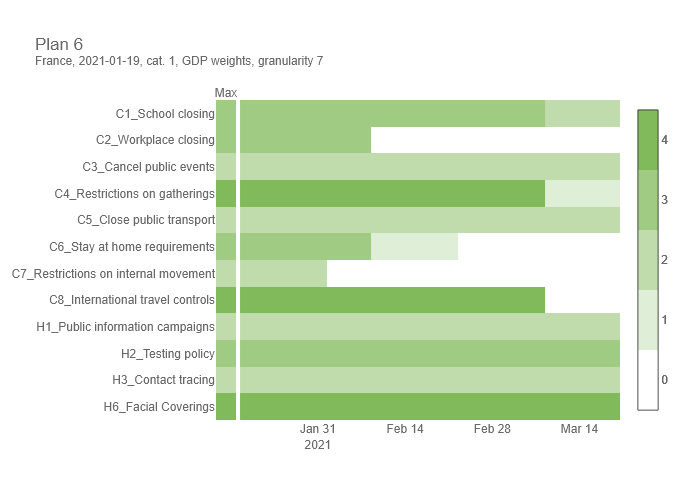 Plan 6
France, 2021-01-19, cat. 1, GDP weights, granularity 7
Max
C1_School closing
C2_Workplace closing
C3_Cancel public events
C4_Restrictions on gatherings
C5_Close public transport
C6_Stay at home requirements
C7_Restrictions on internal movement
C8_International travel controls
H1_Public information campaigns
H2_Testing policy
H3_Contact tracing
H6_Facial Coverings
Jan 31
2021
Feb 14
Feb 28
Mar 14
4
3
2
1
0